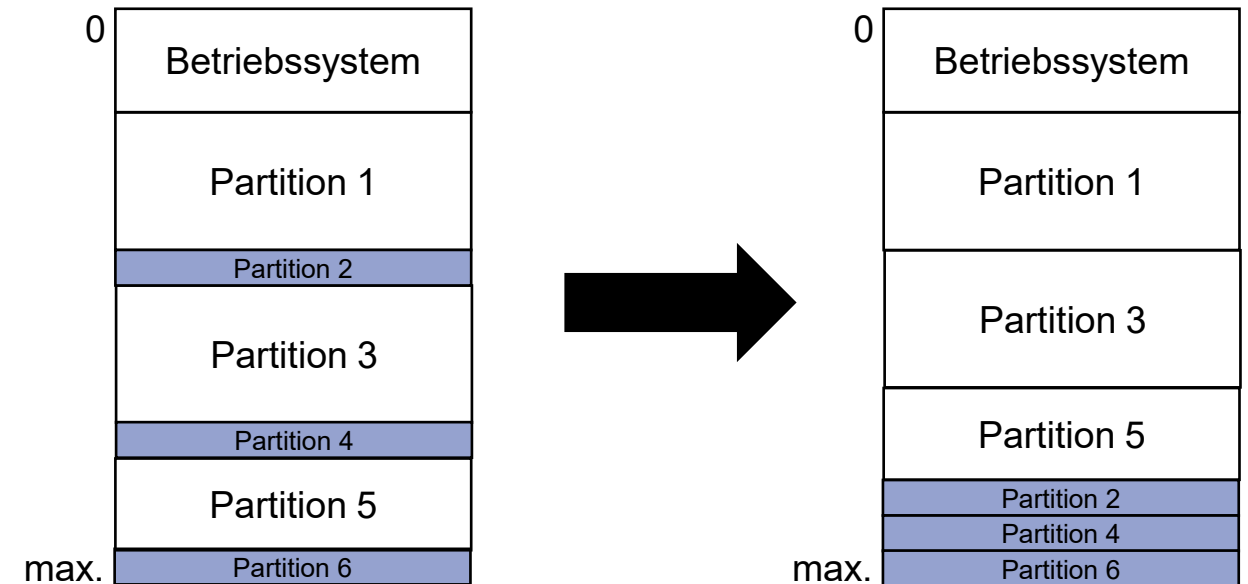 0
Betriebssystem
Partition 1
Partition 2
Partition 3
Partition 4
Partition 5
max.
Partition 6
0
Betriebssystem
Partition 1
Partition 3
Partition 5
Partition 2
Partition 4
max.
Partition 6